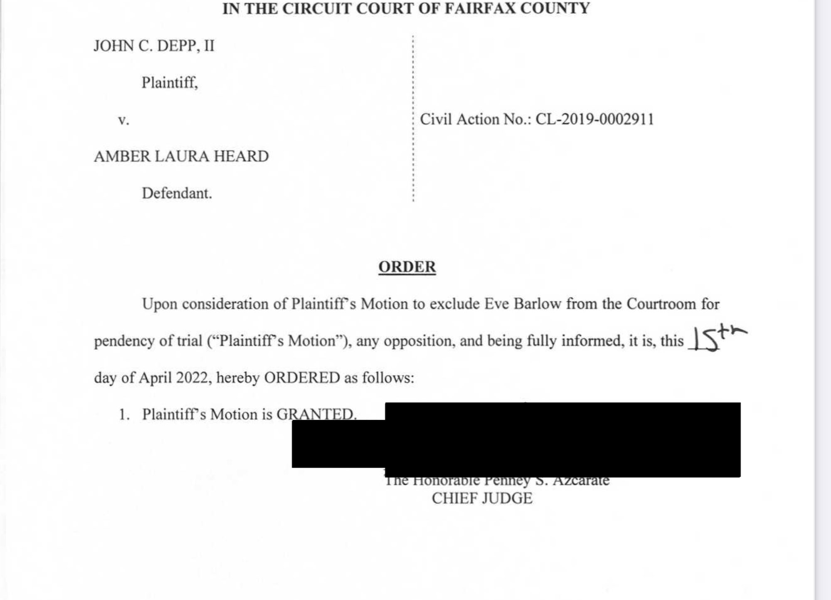 IN THE CIRCUIT COURT OF FAIRFAX COUNTY
JOHN C. DEPP, II
Plaintiff,
v.
Civil Action No.: CL-2019-0002911
AMBER LAURA HEARD
Defendant.
ORDER
Upon consideration of Plaintiff's Motion to exclude Eve Barlow from the Courtroom for
pendency of trial ("Plaintiff's Motion"), any opposition, and being fully informed, it is, this 15th
day of April 2022, hereby ORDERED as follows:
1. Plaintiff's Motion is GRANTED.
The Honorable Penney S. Azcarate
CHIEF JUDGE